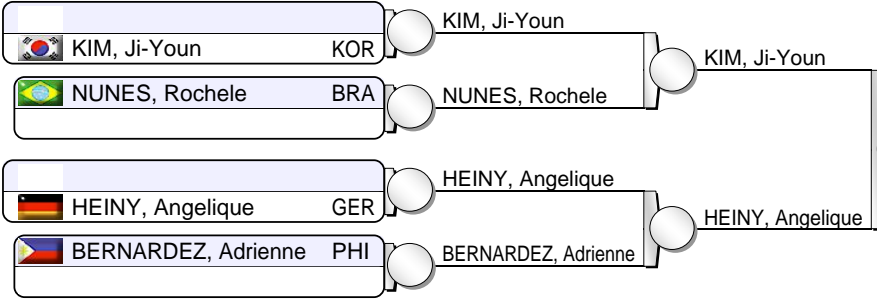 KIM, Ji-Youn
KIM, Ji-Youn KOR
KIM, Ji-Youn
NUNES, Rochele BRA
NUNES, Rochele
HEINY, Angelique
HEINY, Angelique GER
HEINY, Angelique
BERNARDEZ, Adrienne PHI
BERNARDEZ, Adrienne